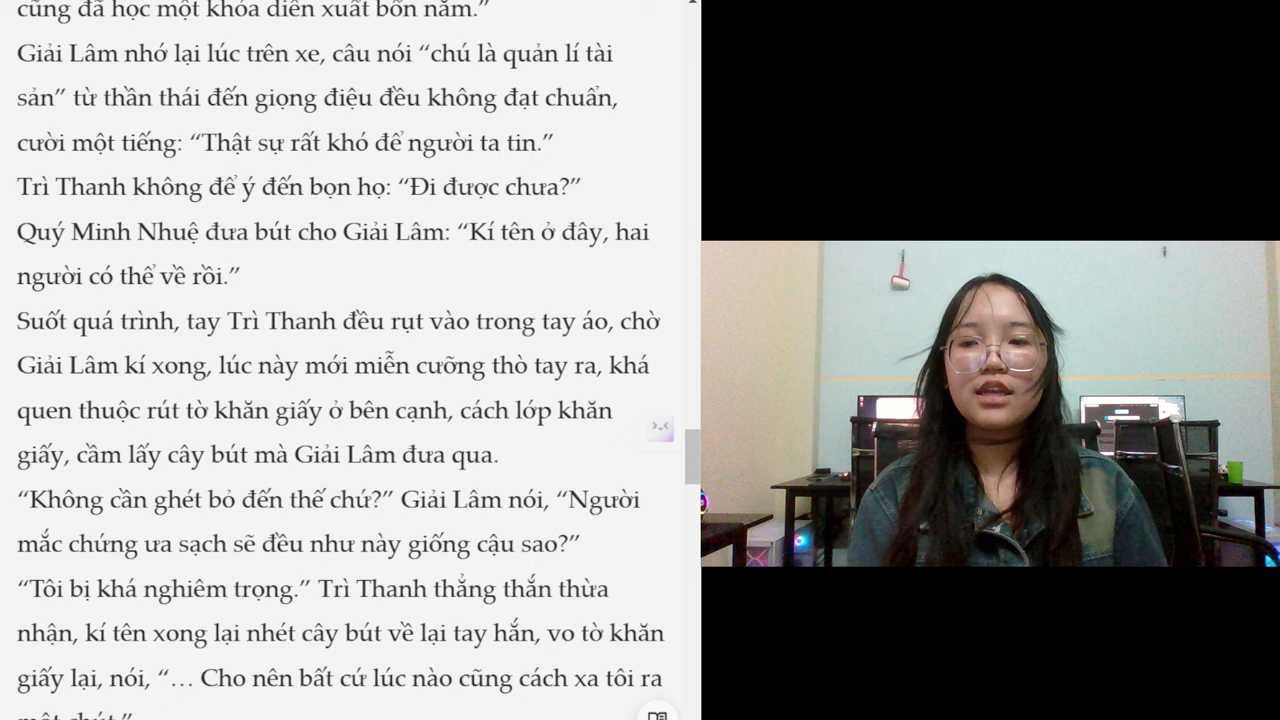 cũng đã học một khóa diễn xuất bốn năm.”
Giải Lâm nhớ lại lúc trên xe, câu nói “chú là quản lí tài
sản” từ thần thái đến giọng điệu đều không đạt chuẩn,
cười một tiếng: “Thật sự rất khó để người ta tin.”
Trì Thanh không để ý đến bọn họ: “Đi được chưa?”
Quý Minh Nhuệ đưa bút cho Giải Lâm: “Kí tên ở đây, hai
người có thể về rồi.”
Suốt quá trình, tay Trì Thanh đều rụt vào trong tay áo, chờ
Giải Lâm kí xong, lúc này mới miễn cưỡng thò tay ra, khá
quen thuộc rút tờ khăn giấy ở bên cạnh, cách lớp khăn
giấy, cầm lấy cây bút mà Giải Lâm đưa qua.
“Không cần ghét bỏ đến thế chứ?” Giải Lâm nói, “Người
mắc chứng ưa sạch sẽ đều như này giống cậu sao?”
“Tôi bị khá nghiêm trọng.” Trì Thanh thẳng thắn thừa
nhận, kí tên xong lại nhét cây bút về lại tay hắn, vo tờ khăn
giấy lại, nói, “… Cho nên bất cứ lúc nào cũng cách xa tôi ra
một chút.”